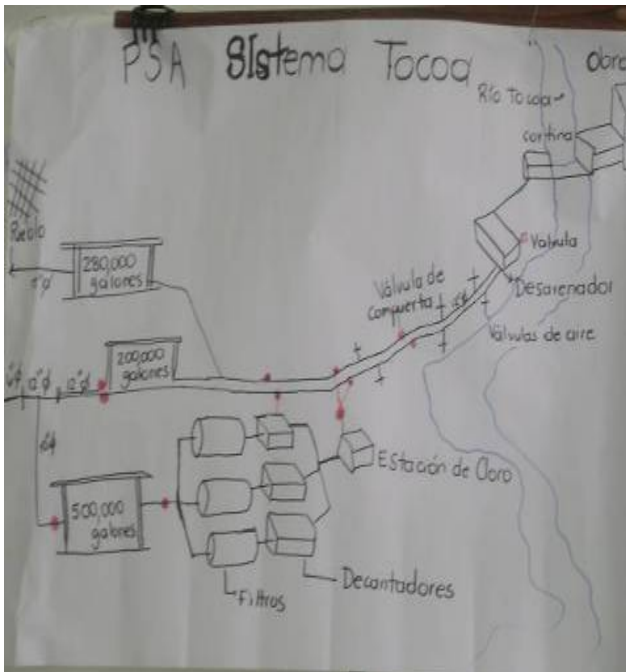 PSA SIstema Tocoa
Río Tocoa
cortina
Válvula
Desarenador
Válvula de
compuerta
Válvulas de aire
Pueblo
280,000
galones
200,000
galones
500,000
galones
Estación de Cloro
Decantadores
Filtros